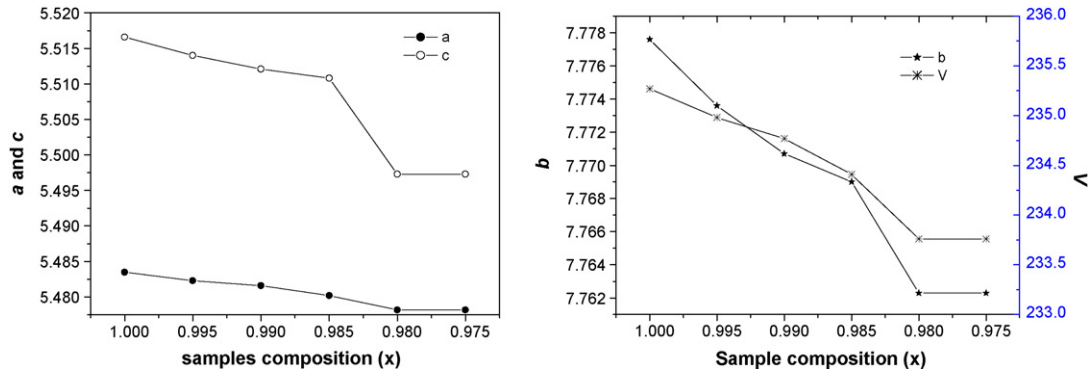 5.520
5.515
5.510
5.505
5.500
5.495
5.490
5.485
5.480
a and c
a
c
1.000 0.995 0.990 0.985 0.980 0.975
samples composition (x)
7.778
7.776
7.774
7.772
7.770
7.768
7.766
7.764
7.762
b
b
V
236.0
235.5
235.0
234.5
234.0
233.5
233.0
V
1.000 0.995 0.990 0.985 0.980 0.975
Sample composition (x)